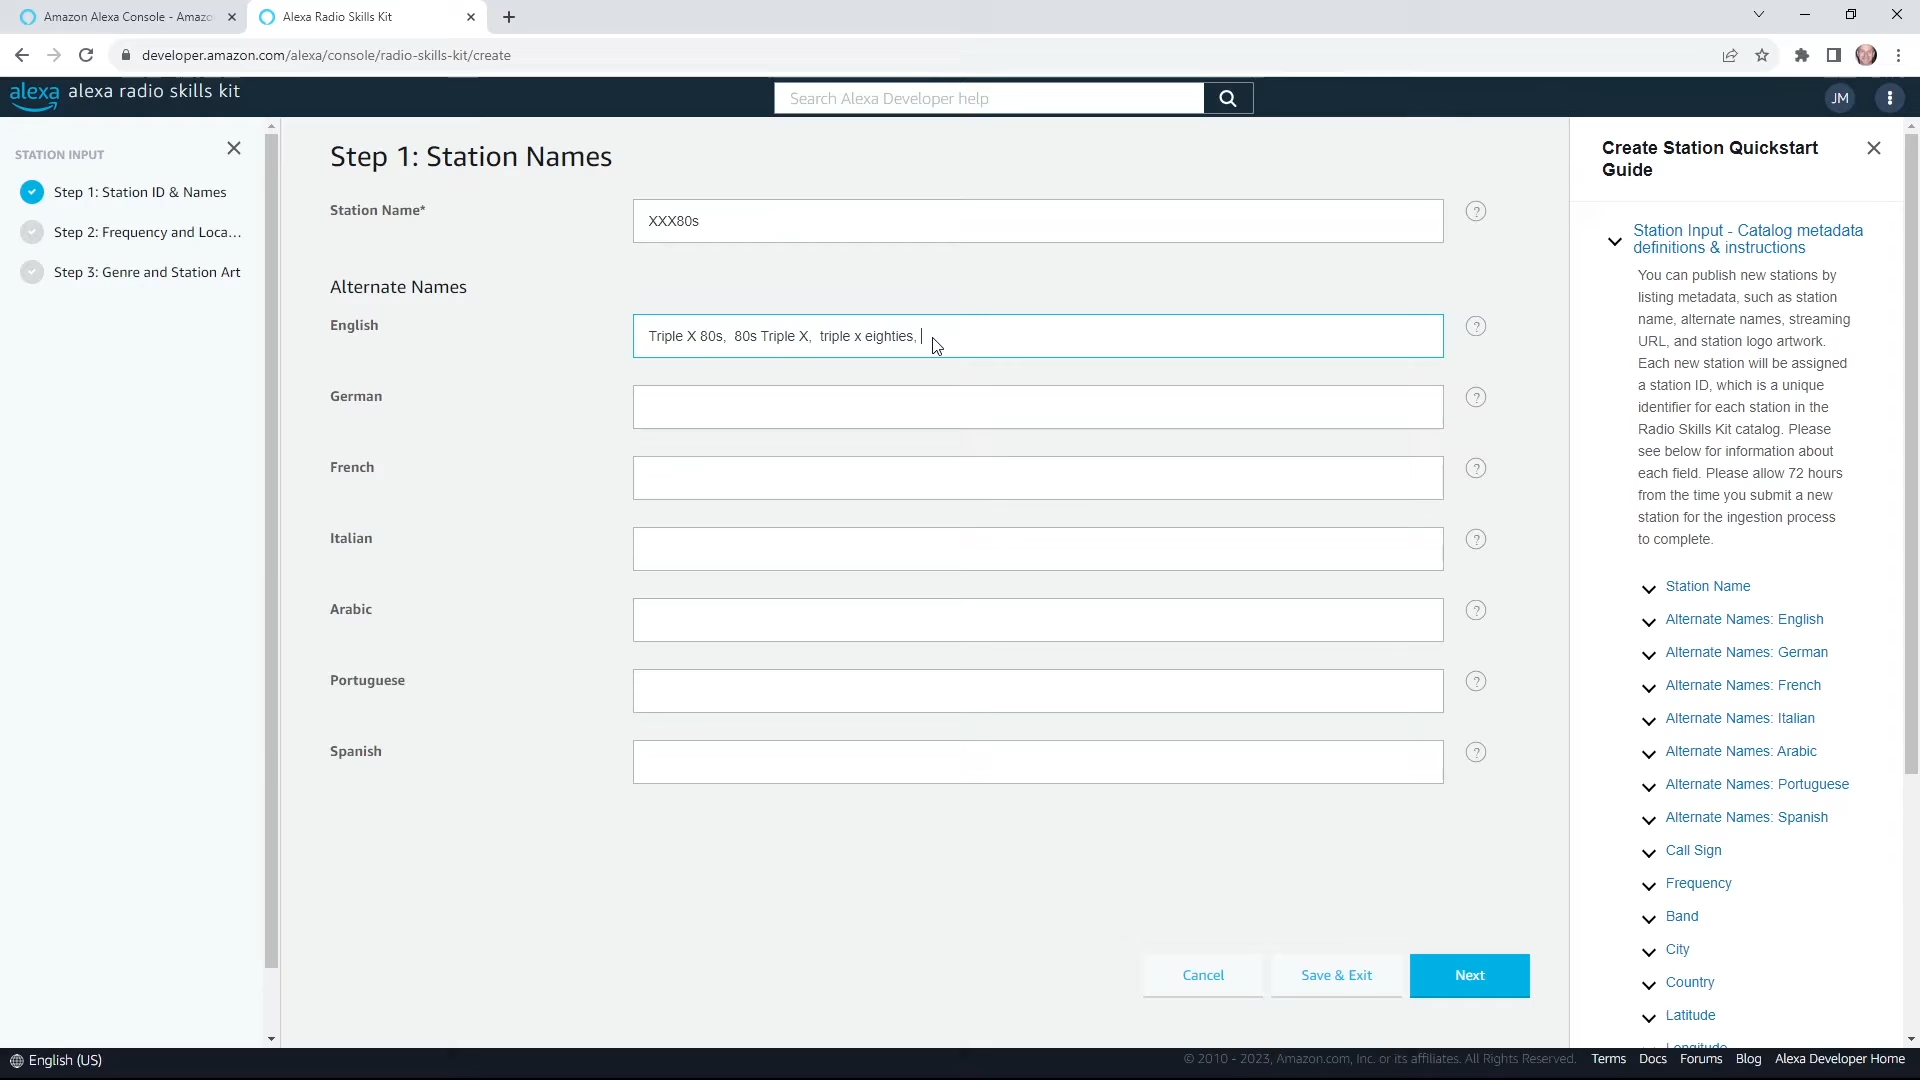 Amazon Alexa Console - Amazo
Alexa Radio Skills Kit
developer.amazon.com/alexa/console/radio-skills-kit/create
alexa alexa radio skills kit
Search Alexa Developer help
JM
STATION INPUT
Step 1: Station ID & Names
Step 2: Frequency and Loca...
Step 3: Genre and Station Art
Step 1: Station Names
Station Name*
XXX80s
?
Alternate Names
English
Triple X 80s, 80s Triple X, triple x eighties,
?
German
?
French
?
Italian
?
Arabic
?
Portuguese
?
Spanish
?
Cancel
Save & Exit
Next
Create Station Quickstart
Guide
Station Input - Catalog metadata
definitions & instructions
You can publish new stations by
listing metadata, such as station
name, alternate names, streaming
URL, and station logo artwork.
Each new station will be assigned
a station ID, which is a unique
identifier for each station in the
Radio Skills Kit catalog. Please
see below for information about
each field. Please allow 72 hours
from the time you submit a new
station for the ingestion process
to complete.
Station Name
Alternate Names: English
Alternate Names: German
Alternate Names: French
Alternate Names: Italian
Alternate Names: Arabic
Alternate Names: Portuguese
Alternate Names: Spanish
Call Sign
Frequency
Band
City
Country
Latitude
Longitude
English (US)
© 2010 - 2023, Amazon.com, Inc. or its affiliates. All Rights Reserved. Terms Docs Forums Blog Alexa Developer Home